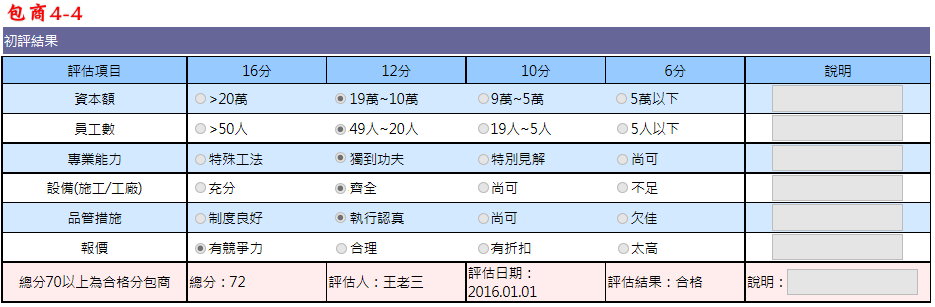 包商4-4
初評結果
評估項目 16分 12分 10分 6分 說明
資本額 >20萬 19萬~10萬 9萬~5萬 5萬以下
員工數 >50人 49人~20人 19人~5人 5人以下
專業能力 特殊工法 獨到功夫 特別見解 尚可
設備(施工/工廠) 充分 齊全 尚可 不足
品管措施 制度良好 執行認真 尚可 欠佳
報價 有競爭力 合理 有折扣 太高
總分70以上為合格分包商 總分：72 評估人：王老三 評估日期：
2016.01.01 評估結果：合格 說明：